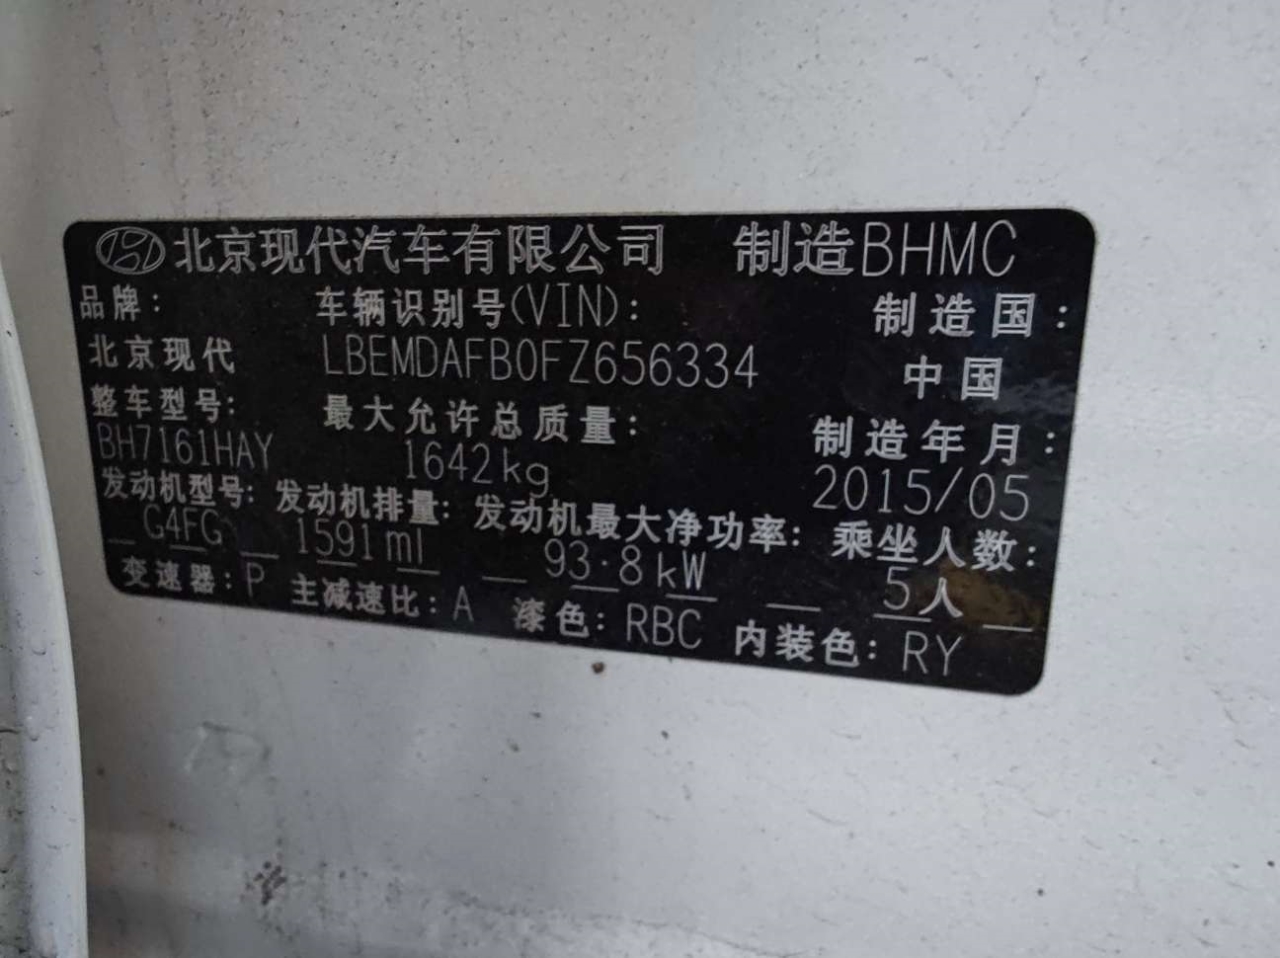 北京现代汽车有限公司 制造BHMC
品牌： 车辆识别号(VIN)： 制造国：
北京现代 LBEMDAFB0FZ656334 中国
整车型号： 最大允许总质量： 制造年月：
BH7161HAY 1642kg 2015/05
发动机型号： 发动机排量： 发动机最大净功率： 乘坐人数：
G4FG 1591ml 93.8kW 5人
变速器：P 主减速比：A 漆色：RBC 内装色：RY